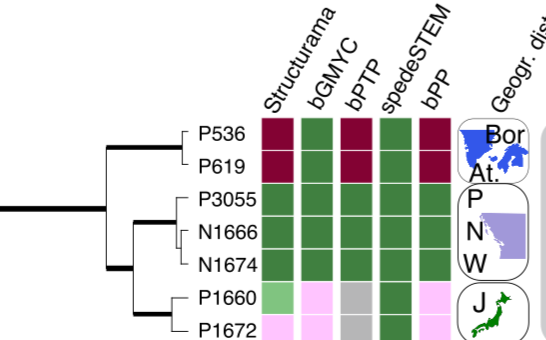 Structurama
bGMYC
bPTP
spedeSTEM
bPP
Geogr. dist
P536
P619
P3055
N1666
N1674
P1660
P1672
Bor
At.
P
N
W
J